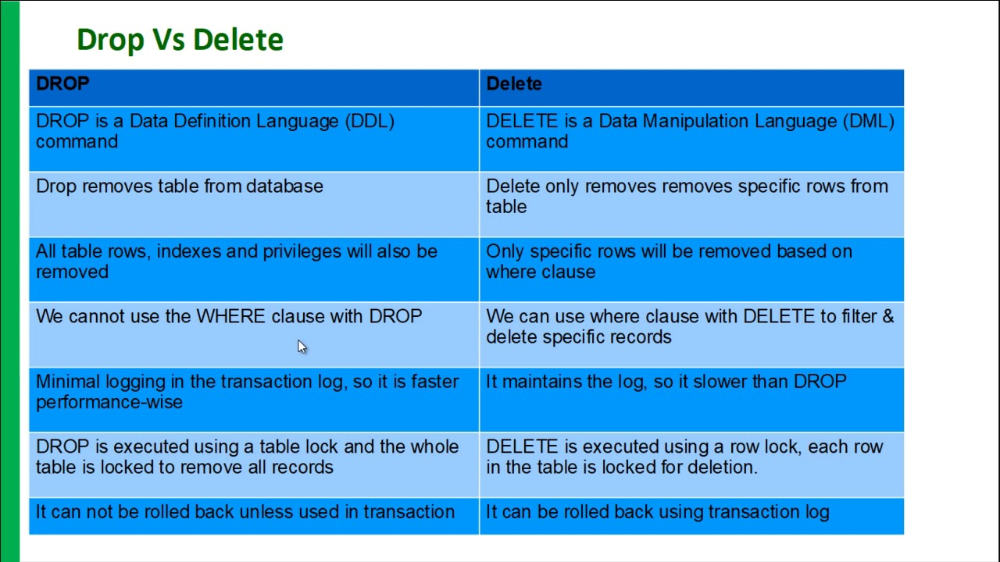 Drop Vs Delete
DROP
Delete
DROP is a Data Definition Language (DDL)
command
DELETE is a Data Manipulation Language (DML)
command
Drop removes table from database
Delete only removes removes specific rows from
table
All table rows, indexes and privileges will also be
removed
Only specific rows will be removed based on
where clause
We cannot use the WHERE clause with DROP
We can use where clause with DELETE to filter &
delete specific records
Minimal logging in the transaction log, so it is faster
performance-wise
It maintains the log, so it slower than DROP
DROP is executed using a table lock and the whole
table is locked to remove all records
DELETE is executed using a row lock, each row
in the table is locked for deletion.
It can not be rolled back unless used in transaction
It can be rolled back using transaction log